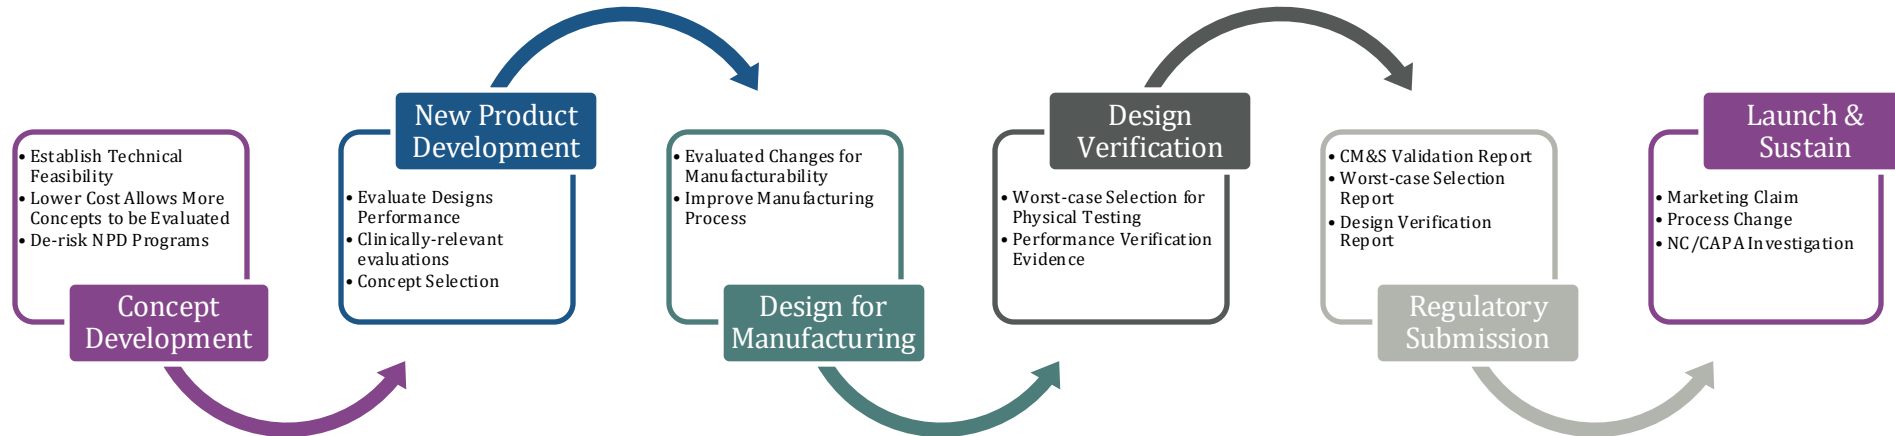 • Establish Technical
Feasibility
• Lower Cost Allows More
Concepts to be Evaluated
• De-risk NPD Programs
Concept
Development
New Product
Development
• Evaluate Designs
Performance
• Clinically-relevant
evaluations
• Concept Selection
• Evaluated Changes for
Manufacturability
• Improve Manufacturing
Process
Design for
Manufacturing
Design
Verification
• Worst-case Selection for
Physical Testing
• Performance Verification
Evidence
• CM&S Validation Report
• Worst-case Selection
Report
• Design Verification
Report
Regulatory
Submission
Launch &
Sustain
• Marketing Claim
• Process Change
• NC/CAPA Investigation